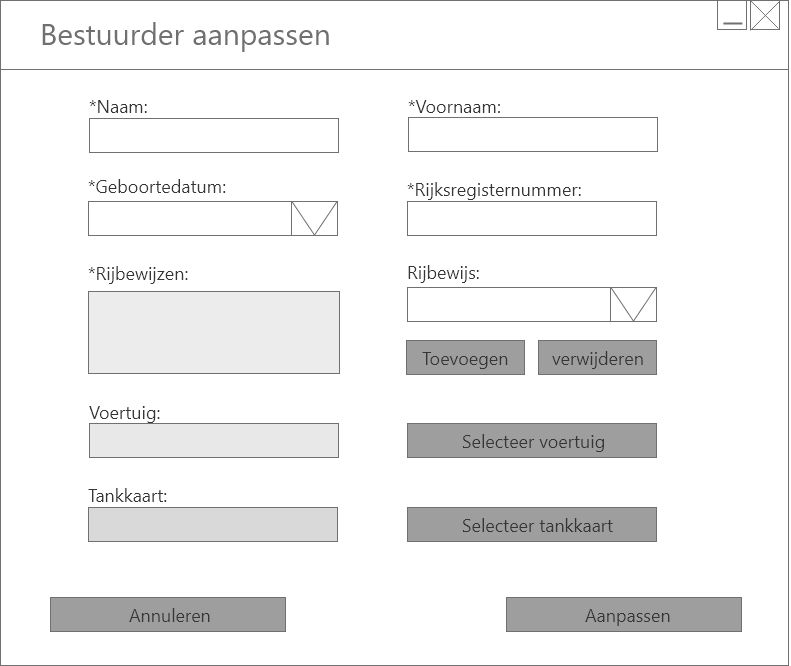 Bestuurder aanpassen
*Naam:
*Voornaam:
*Geboortedatum:
*Rijksregisternummer:
*Rijbewijzen:
Rijbewijs:
Toevoegen
verwijderen
Voertuig:
Selecteer voertuig
Tankkaart:
Selecteer tankkaart
Annuleren
Aanpassen